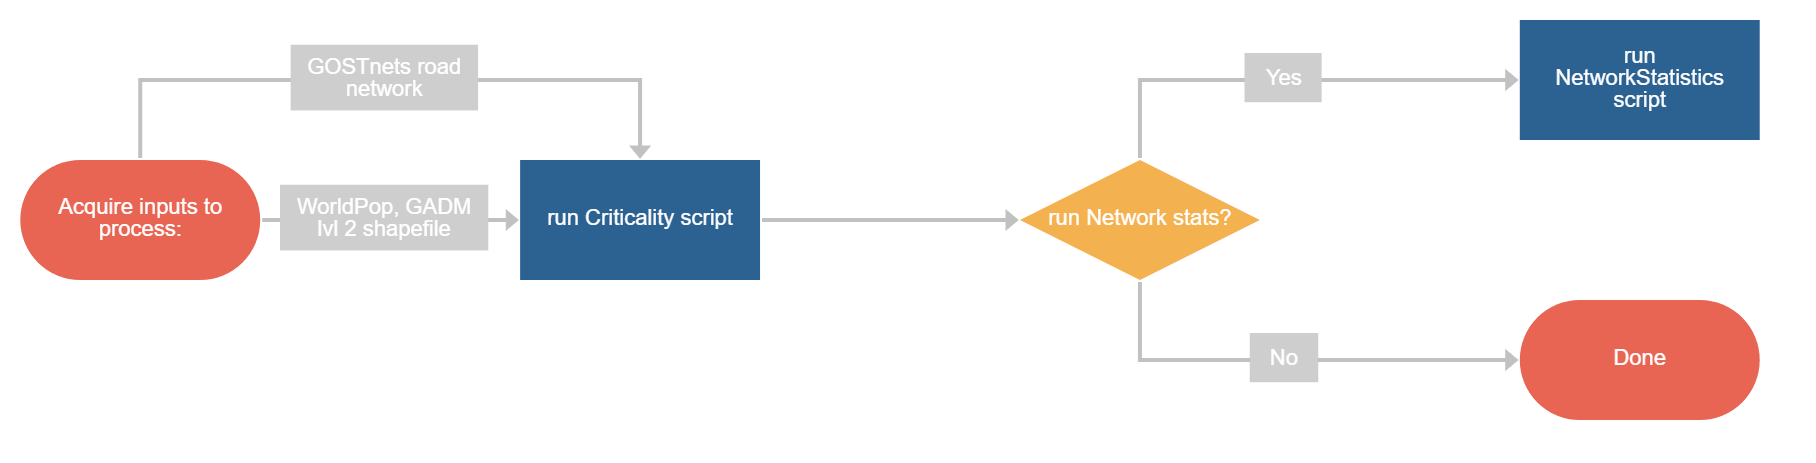 GOSTnets road
network
Acquire inputs to
process:
WorldPop, GADM
lvl 2 shapefile
run Criticality script
run Network stats?
Yes
run
NetworkStatistics
script
No
Done